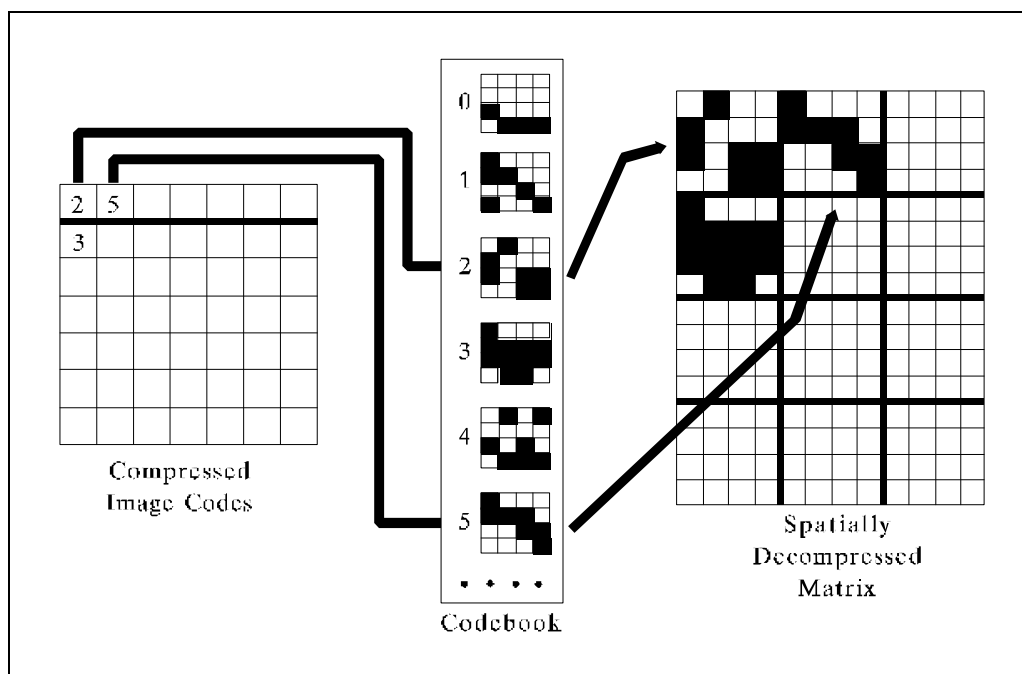 2 5
3
Compressed
Image Codes
0
1
2
3
4
5
Codebook
Spatially
Decompressed
Matrix